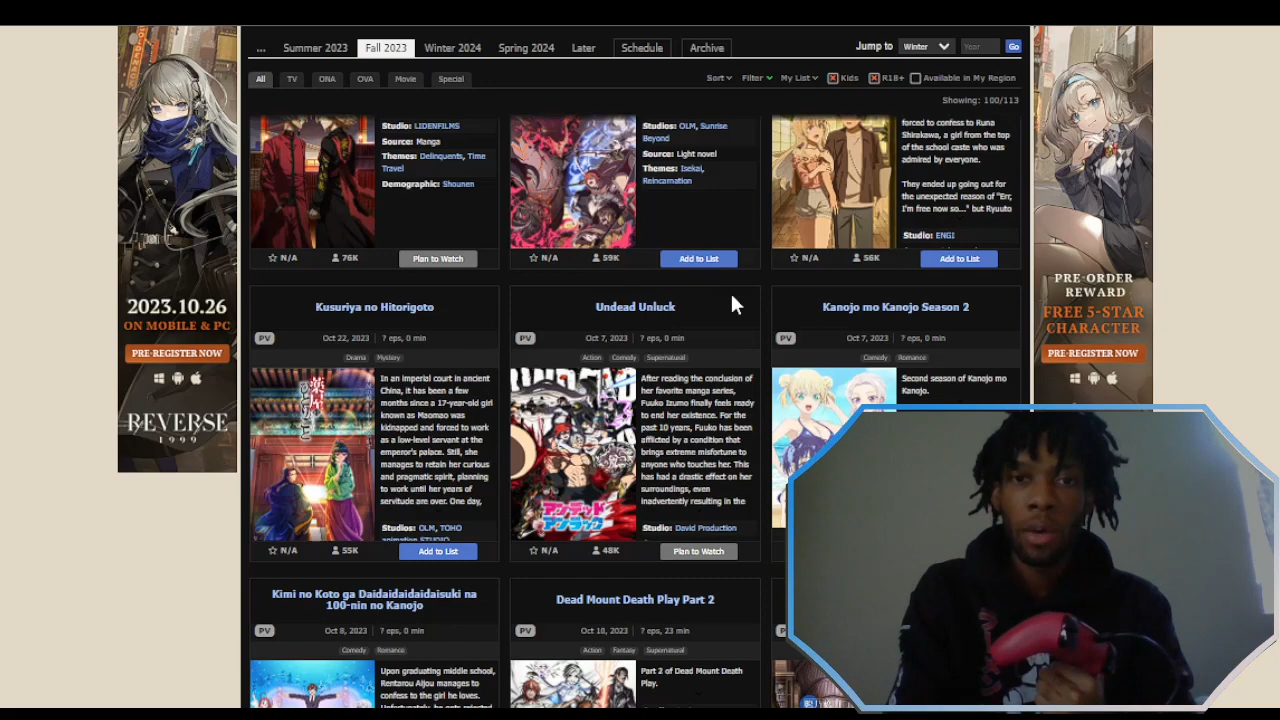 ... Summer 2023 Fall 2023 Winter 2024 Spring 2024 Later Schedule Archive Jump to Winter Year Go
All TV ONA OVA Movie Special Sort Filter My List Kids R18+ Available in My Region
Showing: 100/113
Studio: LIDENFILMS
Source: Manga
Themes: Delinquents, Time
Travel
Demographic: Shounen
N/A 76K Plan to Watch
Studios: OLM, Sunrise
Beyond
Source: Light novel
Themes: Isekai,
Reincarnation
N/A 59K Add to List
forced to confess to Runa
Shirakawa, a girl from the top
of the school caste who was
admired by everyone.
They ended up going out for
the unexpected reason of "Err,
I'm free now so..." but Ryuuto
Studio: ENGI
N/A 56K Add to List
Kusuriya no Hitorigoto
PV Oct 22, 2023 ? eps, 0 min
Drama Mystery
In an imperial court in ancient
China, it has been a few
months since a 17-year-old girl
known as Maomao was
kidnapped and forced to work
as a low-level servant at the
emperor's palace. Still, she
manages to retain her curious
and pragmatic spirit, planning
to work until her years of
servitude are over. One day,
Studios: OLM, TOHO
animation STUDIO
N/A 55K Add to List
Undead Unluck
PV Oct 7, 2023 ? eps, 0 min
Action Comedy Supernatural
After reading the conclusion of
her favorite manga series,
Fuuko Izumo finally feels ready
to end her existence. For the
past 10 years, Fuuko has been
afflicted by a condition that
brings extreme misfortune to
anyone who touches her. This
has had a drastic effect on her
surroundings, even
inadvertently resulting in the
Studio: David Production
アンデッド
アンラック
N/A 48K Plan to Watch
Kanojo mo Kanojo Season 2
PV Oct 7, 2023 ? eps, 0 min
Comedy Romance
Second season of Kanojo mo
Kanojo.
Kimi no Koto ga Daidaidaidaidaisuki na
100-nin no Kanojo
PV Oct 8, 2023 ? eps, 0 min
Comedy Romance
Upon graduating middle school,
Rentarou Aijou manages to
confess to the girl he loves.
Dead Mount Death Play Part 2
PV Oct 10, 2023 ? eps, 23 min
Action Fantasy Supernatural
Part 2 of Dead Mount Death
Play.
2023.10.26
ON MOBILE & PC
PRE-REGISTER NOW
REVERSE
1999
PRE-ORDER
REWARD
FREE 5-STAR
CHARACTER
PRE-REGISTER NOW